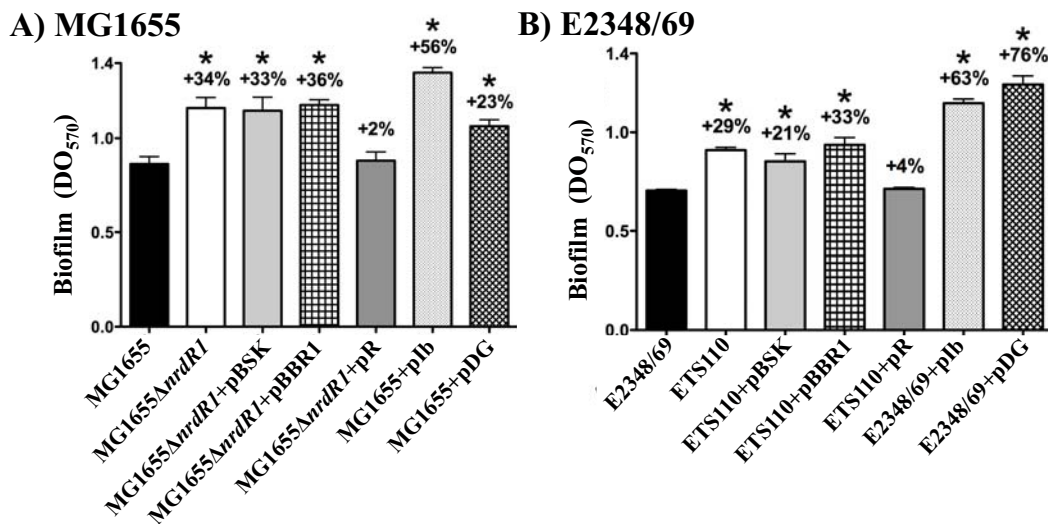 A) MG1655
Biofilm (DO570)
1.4
1.0
0.5
0.0
*
+34%
*
+33%
*
+36%
+2%
*
+56%
*
+23%
MG1655
MG1655ΔnrdR1
MG1655ΔnrdR1+pBSK
MG1655ΔnrdR1+pBBR1
MG1655ΔnrdR1+pR
MG1655+pIb
MG1655+pDG
B) E2348/69
Biofilm (DO570)
1.4
1.0
0.5
0.0
*
+29%
*
+21%
*
+33%
+4%
*
+63%
*
+76%
E2348/69
ETS110
ETS110+pBSK
ETS110+pBBR1
ETS110+pR
E2348/69+pIb
E2348/69+pDG